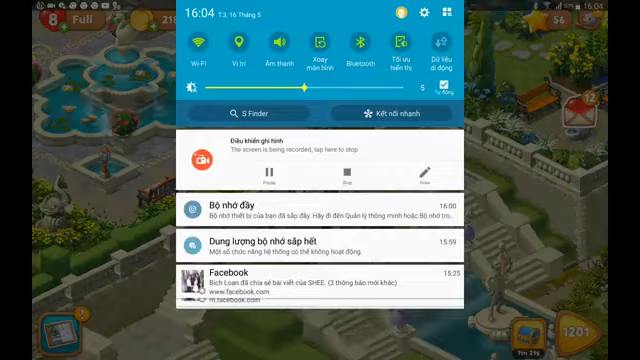 8 Full
16:04 T.3, 16 Tháng 5
16:04
56
Wi-Fi
Vị trí
Âm thanh
Xoay
màn hình
Bluetooth
Tối ưu
hiển thị
Dữ liệu
di động
5
Tự động
S Finder
Kết nối nhanh
12
Điều khiển ghi hình
The screen is being recorded, tap here to stop
Pause
Stop
Draw
Bộ nhớ đầy 16:00
Bộ nhớ thiết bị của bạn đã sắp đầy. Hãy đi đến Quản lý thông minh hoặc Bộ nhớ tro..
Dung lượng bộ nhớ sắp hết 15:59
Một số chức năng hệ thống có thể không hoạt động.
Facebook 15:25
Bích Loan đã chia sẻ bài viết của SHEE. (3 thông báo mới khác)
www.facebook.com
m.facebook.com
7m 29s
1201